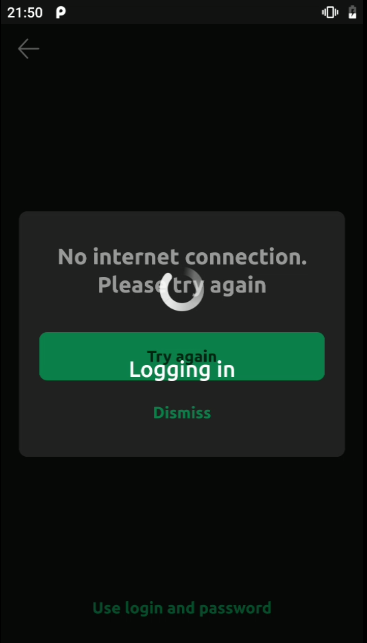 21:50
No internet connection.
Please try again
Try again
Logging in
Dismiss
Use login and password